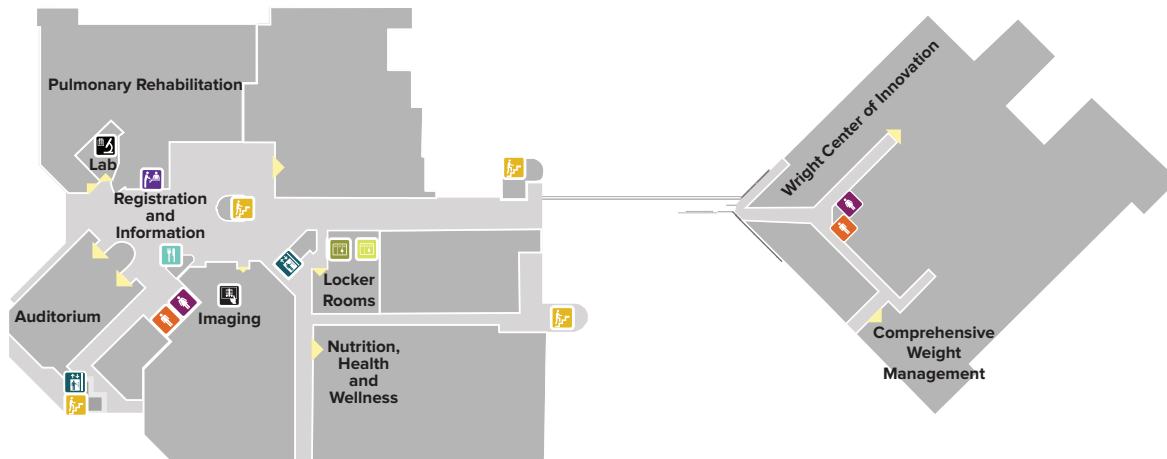 Pulmonary Rehabilitation
Lab
Registration
and
Information
Auditorium
Imaging
Locker
Rooms
Nutrition,
Health
and
Wellness
Wright Center of Innovation
Comprehensive
Weight
Management